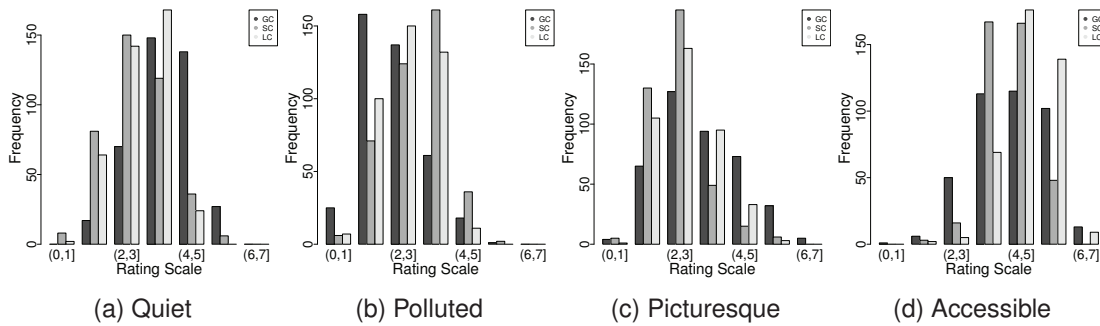 Frequency
0 50 100 150
(0,1] (2,3] (4,5] (6,7]
Rating Scale
GC
SC
LC
(a) Quiet
Frequency
0 50 100 150
(0,1] (2,3] (4,5] (6,7]
Rating Scale
GC
SC
LC
(b) Polluted
Frequency
0 50 100 150
(0,1] (2,3] (4,5] (6,7]
Rating Scale
GC
SC
LC
(c) Picturesque
Frequency
0 50 100 150
(0,1] (2,3] (4,5] (6,7]
Rating Scale
GC
SC
LC
(d) Accessible